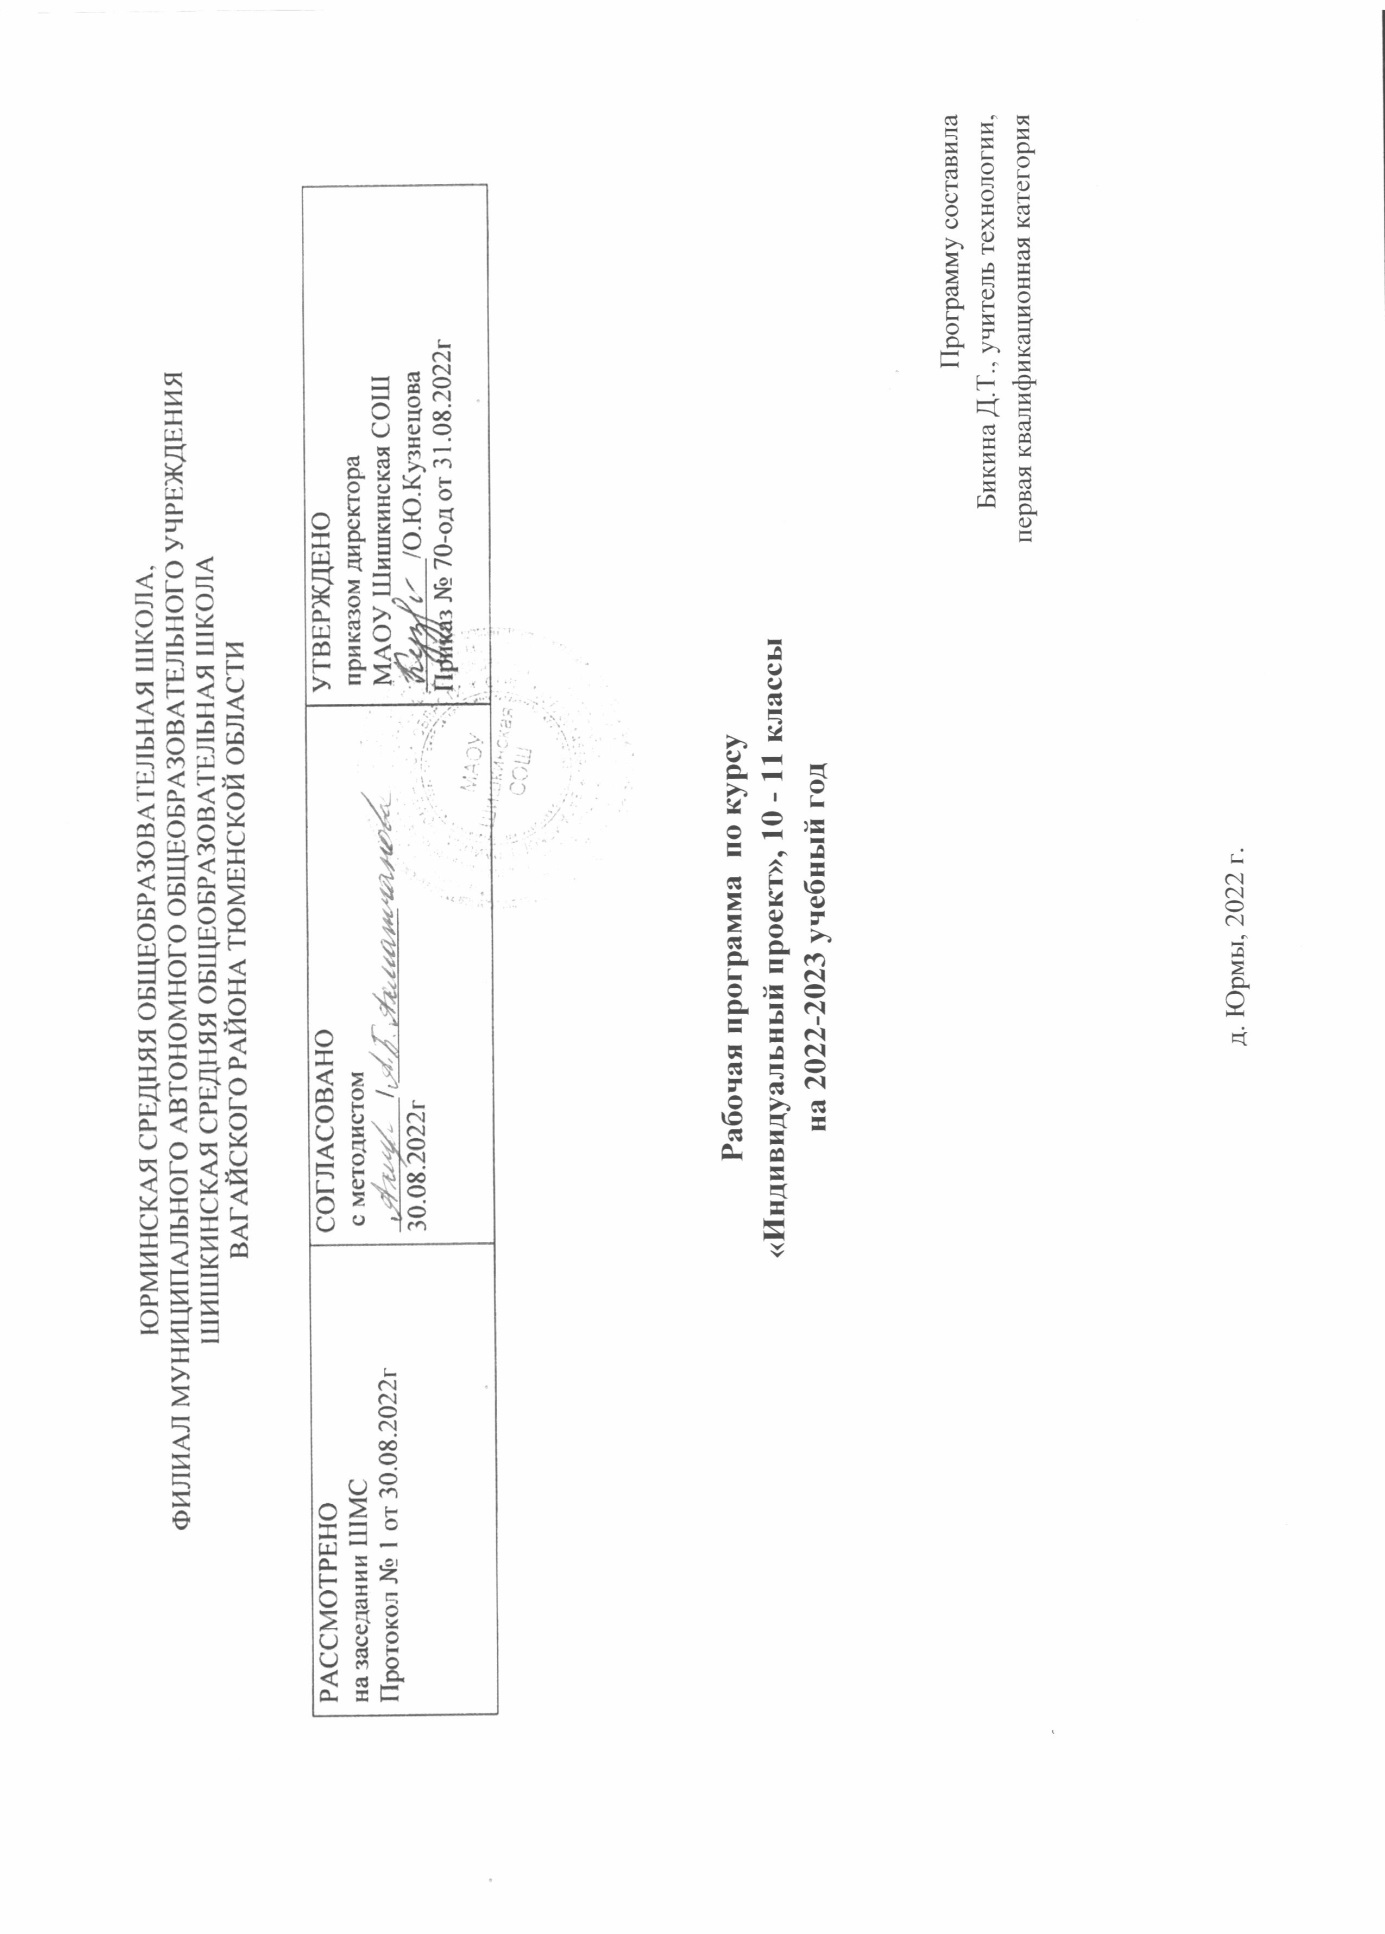 ЮРМИНСКАЯ СРЕДНЯЯ ОБЩЕОБРАЗОВАТЕЛЬНАЯ ШКОЛА,
ФИЛИАЛ МУНИЦИПАЛЬНОГО АВТОНОМНОГО ОБЩЕОБРАЗОВАТЕЛЬНОГО УЧРЕЖДЕНИЯ
ШИШКИНСКАЯ СРЕДНЯЯ ОБЩЕОБРАЗОВАТЕЛЬНАЯ ШКОЛА
ВАГАЙСКОГО РАЙОНА ТЮМЕНСКОЙ ОБЛАСТИ
РАССМОТРЕНО
на заседании ШМС
Протокол № 1 от 30.08.2022г
СОГЛАСОВАНО
с методистом
/А.Б.
30.08.2022г
УТВЕРЖДЕНО
приказом директора
МАОУ Шишкинская СОШ
/О.Ю.Кузнецова
Приказ № 70-од от 31.08.2022г
МАОУ
Шишкинская
СОШ
Рабочая программа по курсу
«Индивидуальный проект», 10 - 11 классы
на 2022-2023 учебный год
Программу составила
Бикина Д.Т., учитель технологии,
первая квалификационная категория
д. Юрмы, 2022 г.